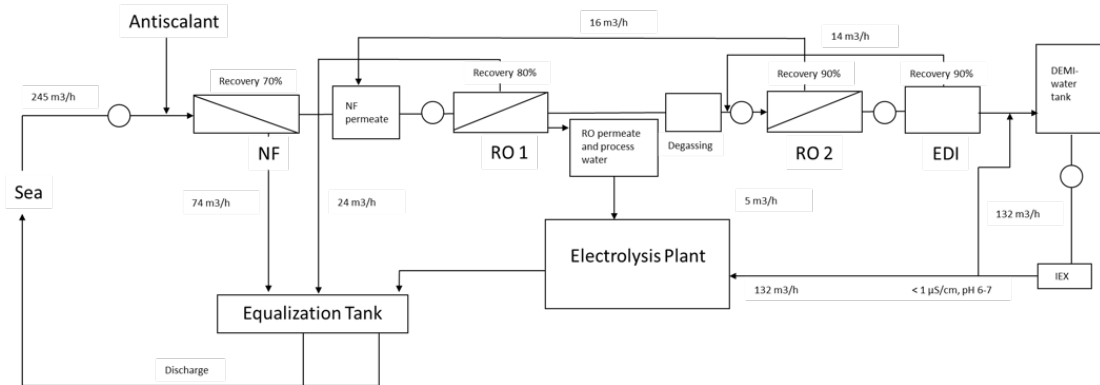 Antiscalant
16 m3/h
14 m3/h
Recovery 70%
Recovery 80%
Recovery 90%
Recovery 90%
DEMI-
water
tank
245 m3/h
NF
permeate
NF
RO 1
RO permeate
and process
water
Degassing
RO 2
EDI
Sea
74 m3/h
24 m3/h
5 m3/h
132 m3/h
Electrolysis Plant
IEX
132 m3/h
< 1 µS/cm, pH 6-7
Equalization Tank
Discharge